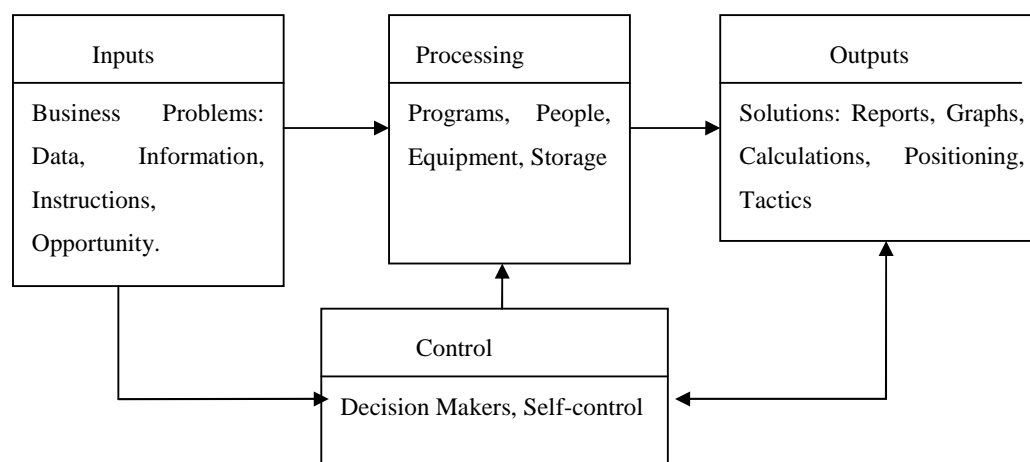 Inputs
Business Problems:
Data, Information,
Instructions,
Opportunity.
Processing
Programs, People,
Equipment, Storage
Outputs
Solutions: Reports, Graphs,
Calculations, Positioning,
Tactics
Control
Decision Makers, Self-control